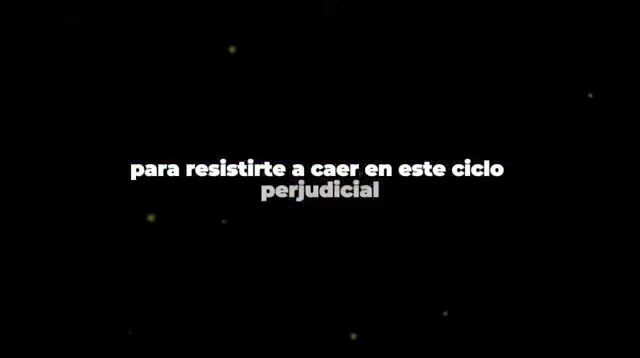 para resistirte a caer en este ciclo
perjudicial